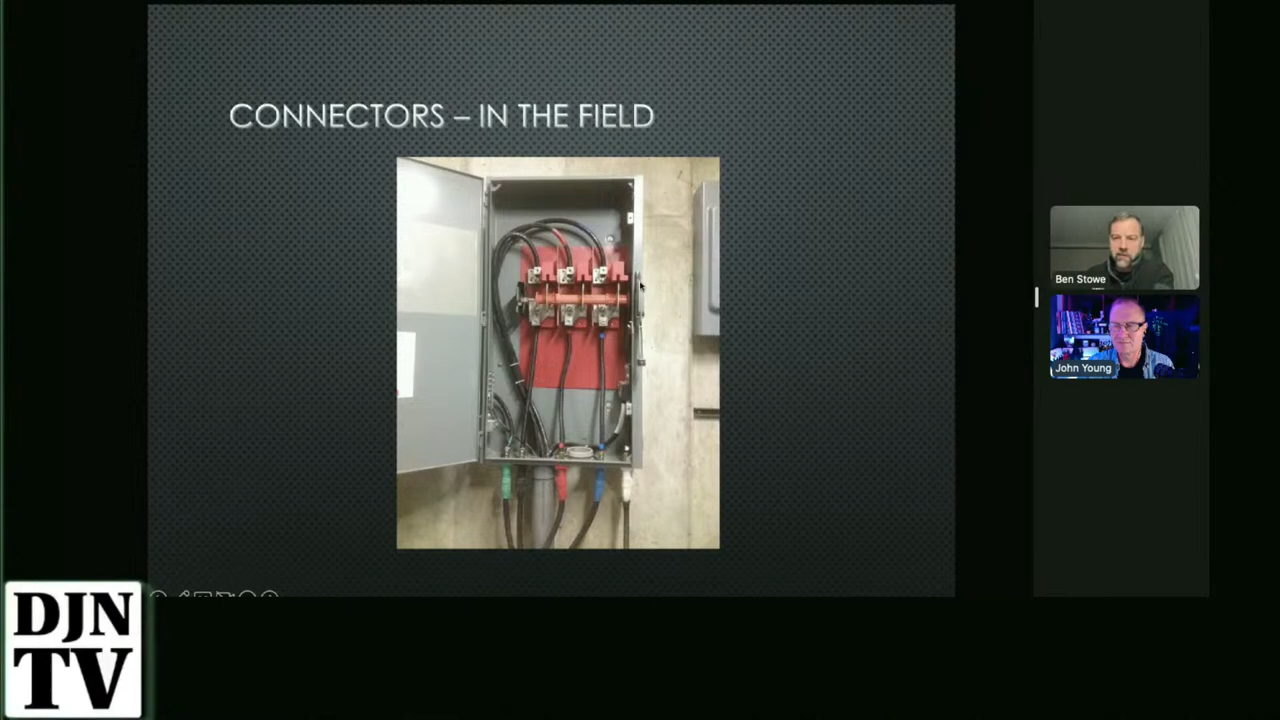 CONNECTORS – IN THE FIELD
Ben Stowe
John Young
DJN
TV